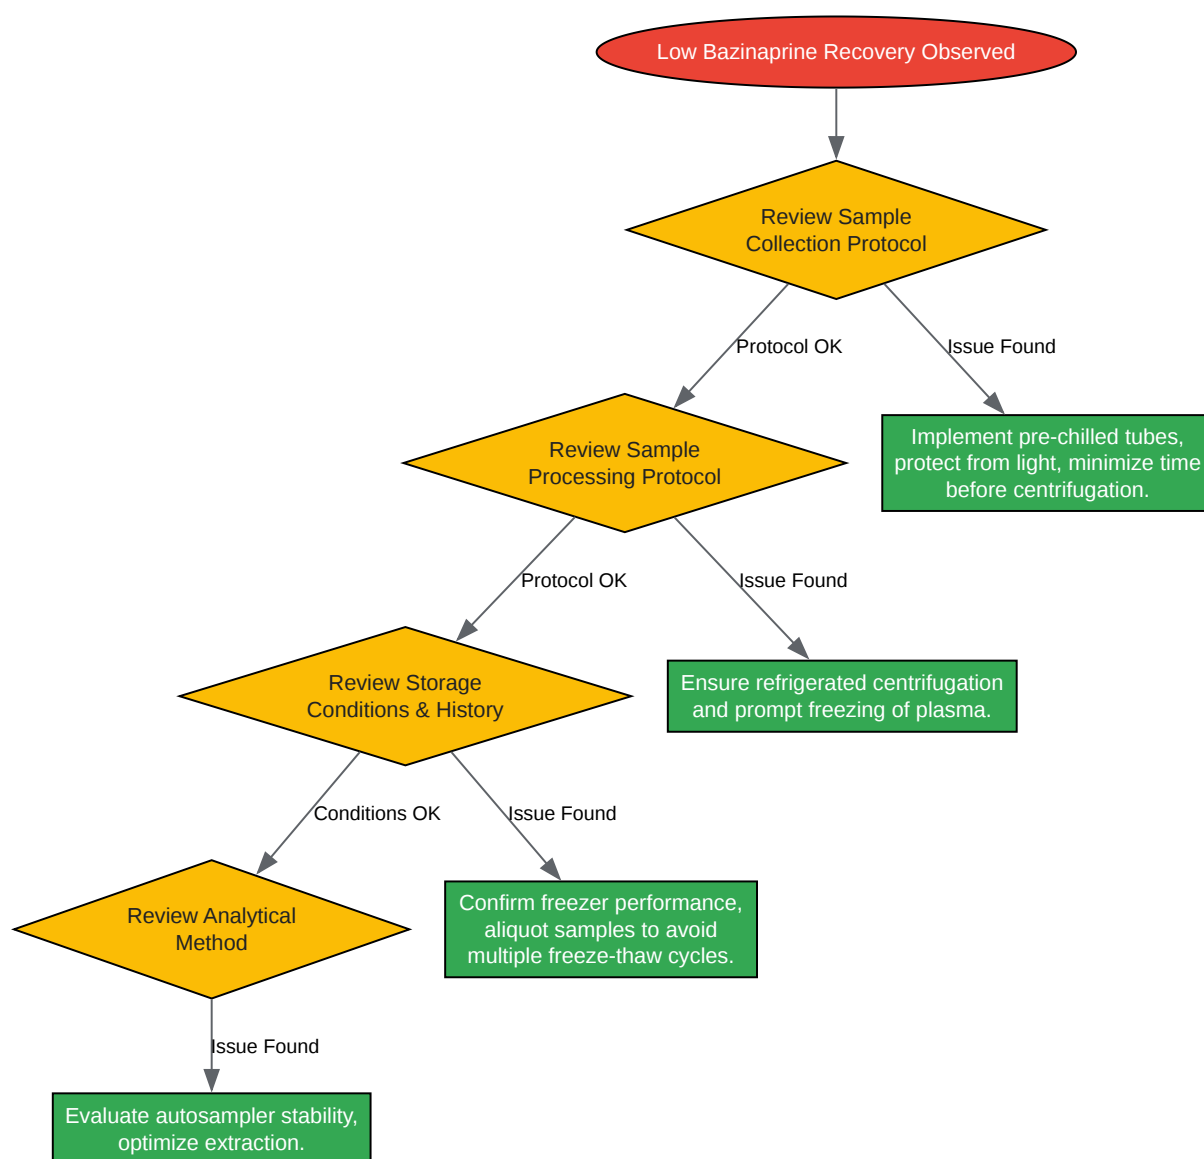 Low Bazinaprine Recovery Observed
Review Sample
Collection Protocol
Protocol OK
Issue Found
Implement pre-chilled tubes,
protect from light, minimize time
before centrifugation.
Review Sample
Processing Protocol
Protocol OK
Issue Found
Ensure refrigerated centrifugation
and prompt freezing of plasma.
Review Storage
Conditions & History
Conditions OK
Issue Found
Confirm freezer performance,
aliquot samples to avoid
multiple freeze-thaw cycles.
Review Analytical
Method
Issue Found
Evaluate autosampler stability,
optimize extraction.